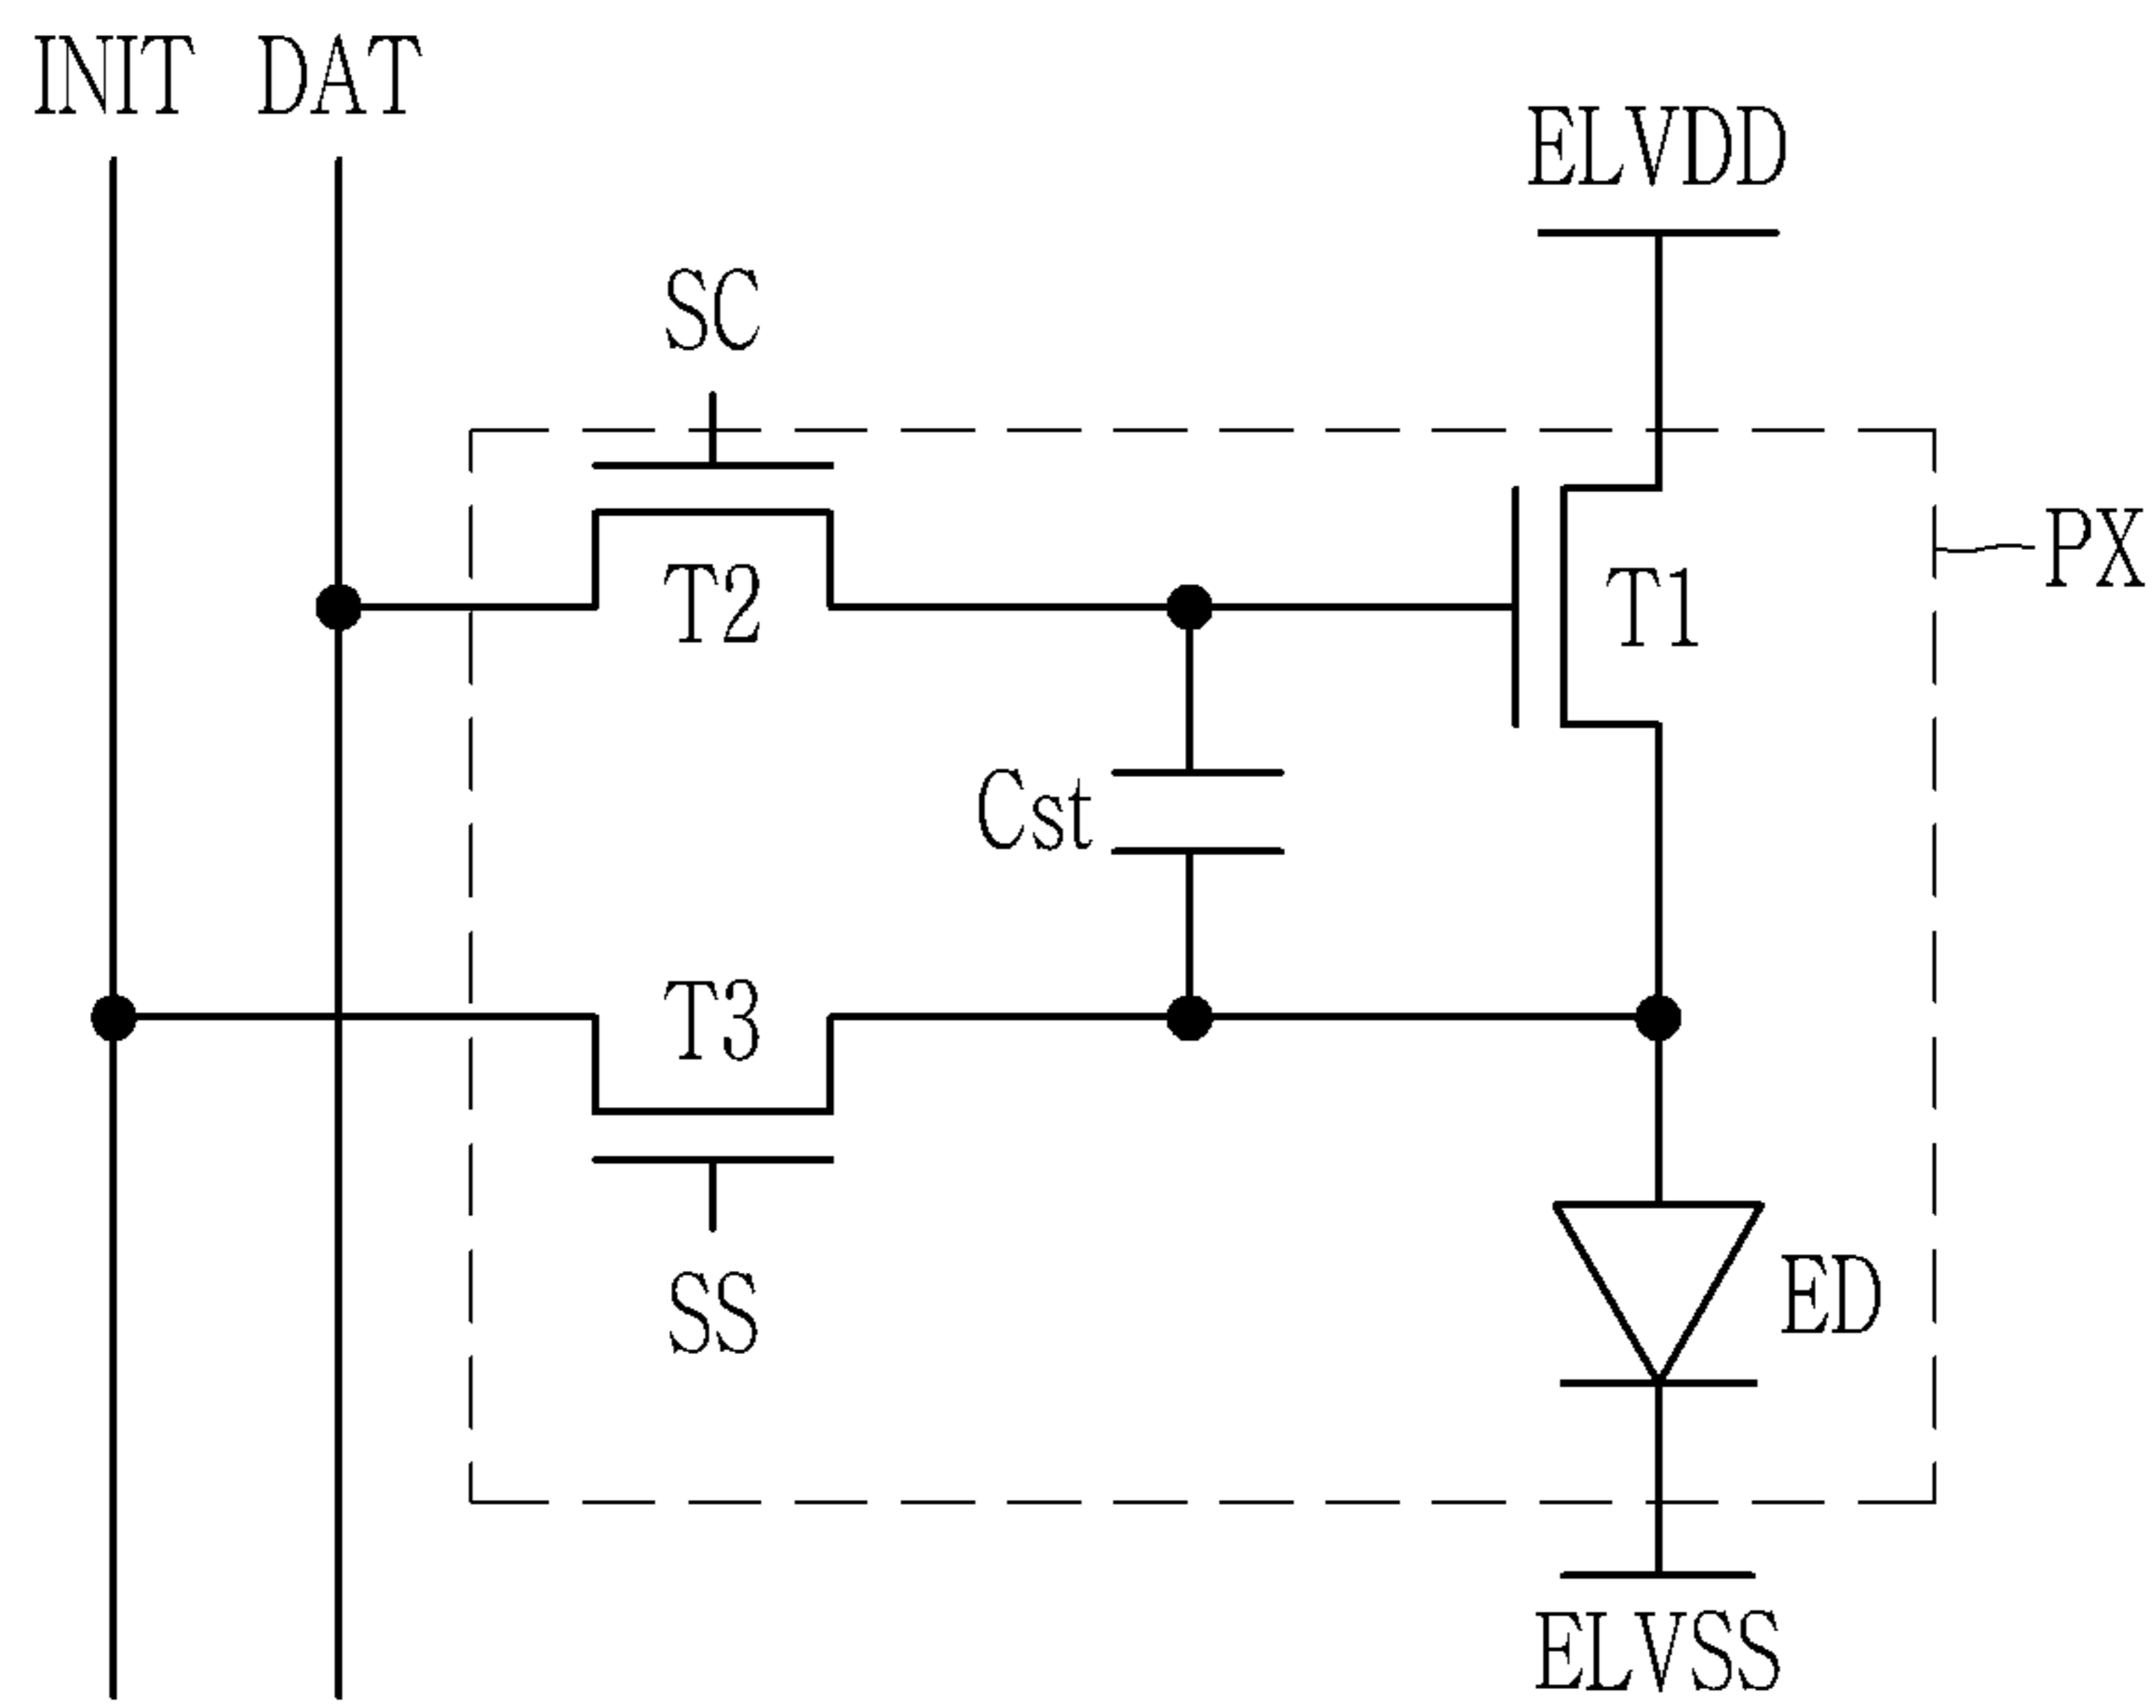 INIT DAT
ELVDD
SC
PX
T2
T1
Cst
T3
ED
SS
ELVSS